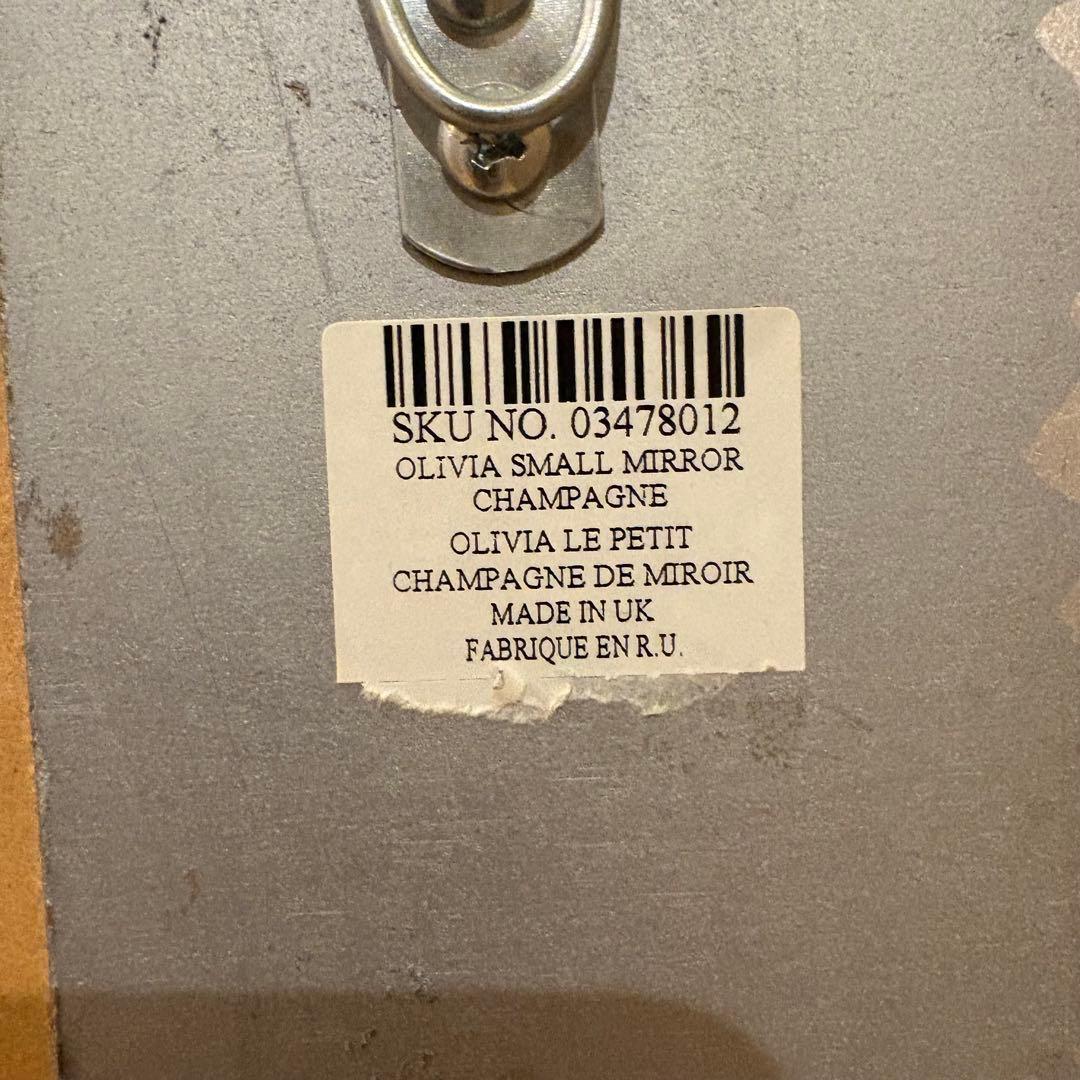 SKU NO. 03478012
OLIVIA SMALL MIRROR
CHAMPAGNE
OLIVIA LE PETIT
CHAMPAGNE DE MIROIR
MADE IN UK
FABRIQUE EN R.U.